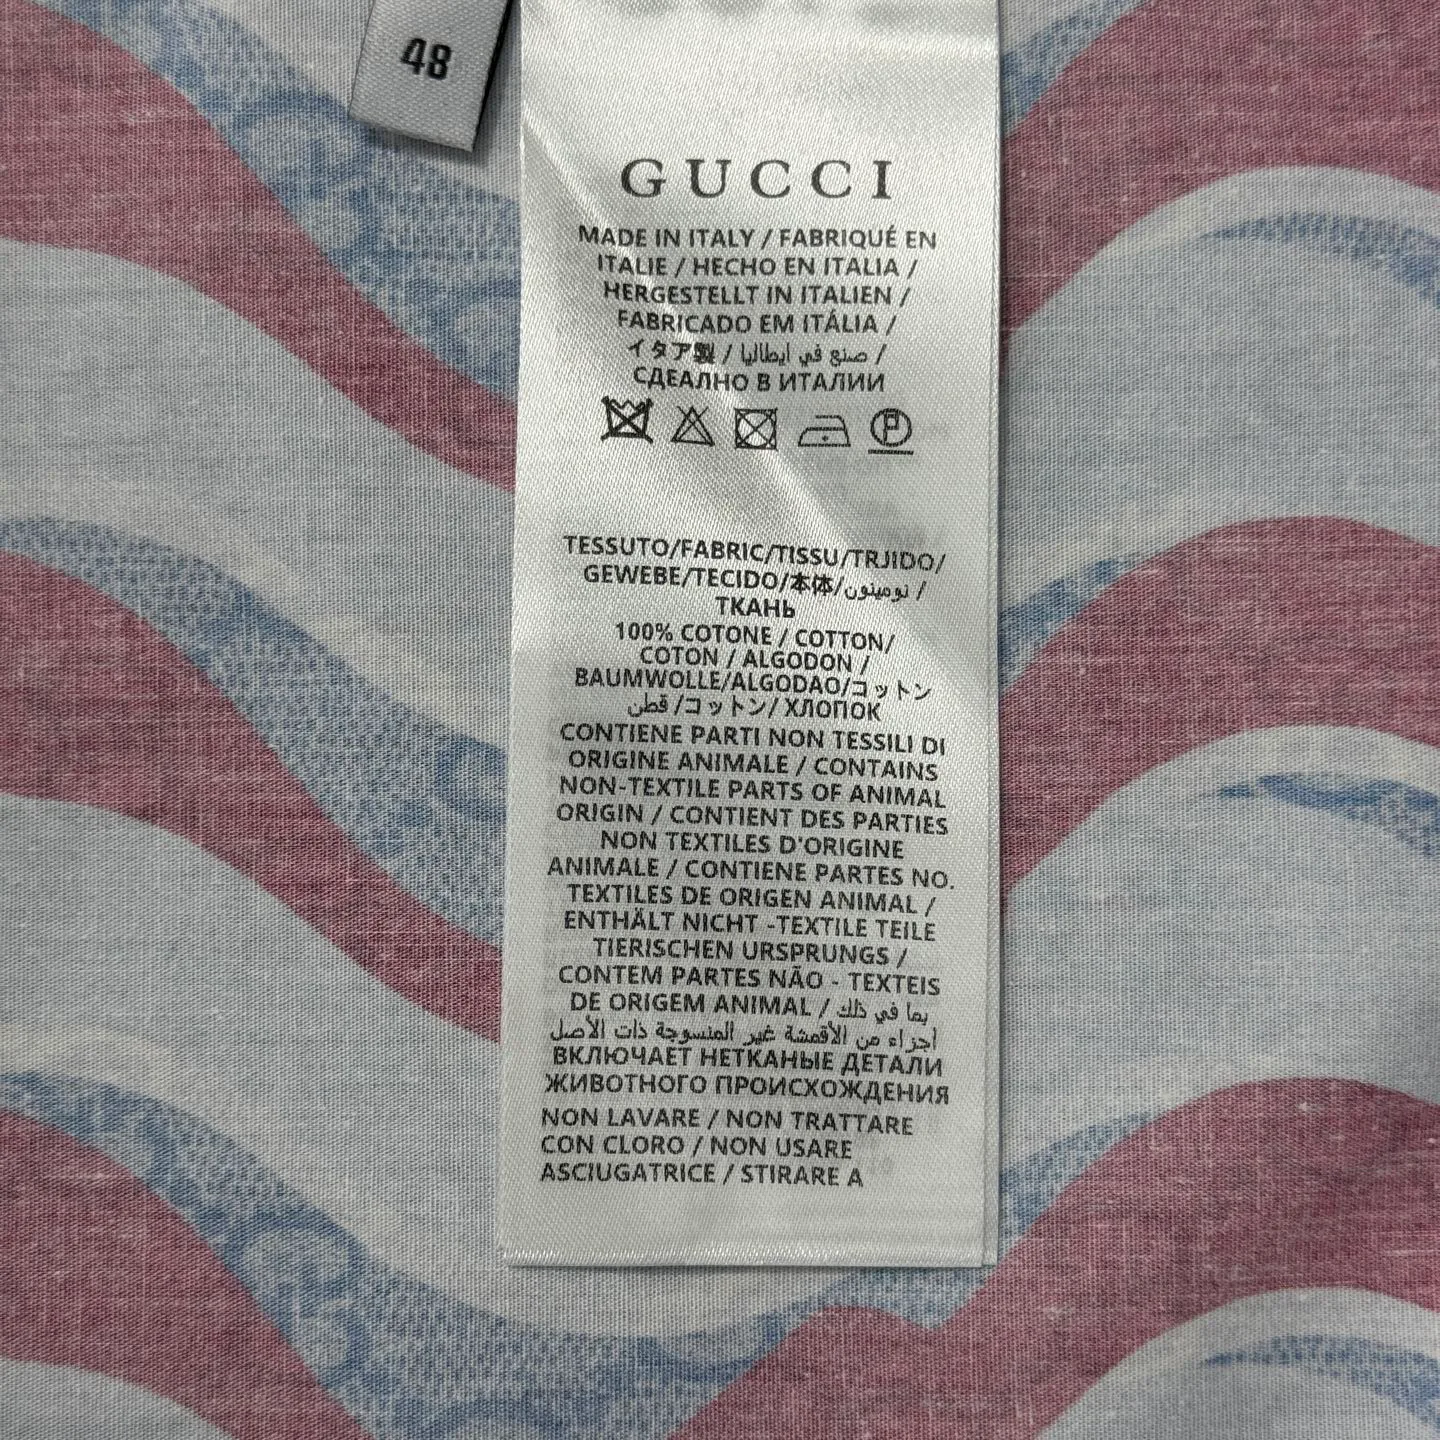 48
GUCCI
MADE IN ITALY / FABRIQUÉ EN
ITALIE / HECHO EN ITALIA /
HERGESTELLT IN ITALIEN /
FABRICADO EM ITÁLIA /
イタア製 / صنع في ايطاليا /
СДЕАЛНО В ИТАЛИИ
P
TESSUTO/FABRIC/TISSU/TRJIDO/
GEWEBE/TECIDO/本体/نومينون /
ТКАНЬ
100% COTONE / COTTON/
COTON / ALGODON /
BAUMWOLLE/ALGODAO/コットン
قطن /コットン/ ХЛОПОК
CONTIENE PARTI NON TESSILI DI
ORIGINE ANIMALE / CONTAINS
NON-TEXTILE PARTS OF ANIMAL
ORIGIN / CONTIENT DES PARTIES
NON TEXTILES D'ORIGINE
ANIMALE / CONTIENE PARTES NO.
TEXTILES DE ORIGEN ANIMAL /
ENTHÄLT NICHT -TEXTILE TEILE
TIERISCHEN URSPRUNGS /
CONTEM PARTES NÃO - TEXTEIS
DE ORIGEM ANIMAL / بما في ذلك
أجزاء من الأقمشة غير المنسوجة ذات الأصل
ВКЛЮЧАЕТ НЕТКАНЫЕ ДЕТАЛИ
ЖИВОТНОГО ПРОИСХОЖДЕНИЯ
NON LAVARE / NON TRATTARE
CON CLORO / NON USARE
ASCIUGATRICE / STIRARE A